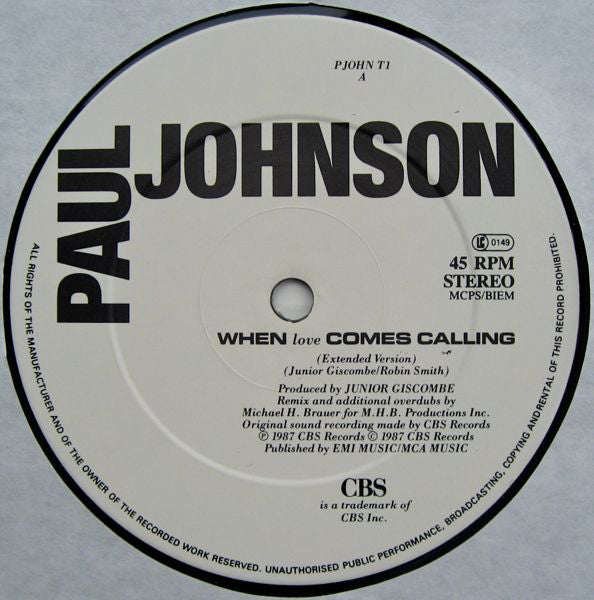 PJOHN T1
A
PAUL
JOHNSON
LC 0149
45 RPM
STEREO
MCPS/BIEM
WHEN love COMES CALLING
(Extended Version)
(Junior Giscombe/Robin Smith)
Produced by JUNIOR GISCOMBE
Remix and additional overdubs by
Michael H. Brauer for M.H.B. Productions Inc.
Original sound recording made by CBS Records
℗ 1987 CBS Records © 1987 CBS Records
Published by EMI MUSIC/MCA MUSIC
CBS
is a trademark of
CBS Inc.
ALL RIGHTS OF THE MANUFACTURER AND OF THE OWNER OF THE RECORDED WORK RESERVED. UNAUTHORISED PUBLIC PERFORMANCE, BROADCASTING, COPYING AND RENTAL OF THIS RECORD PROHIBITED.